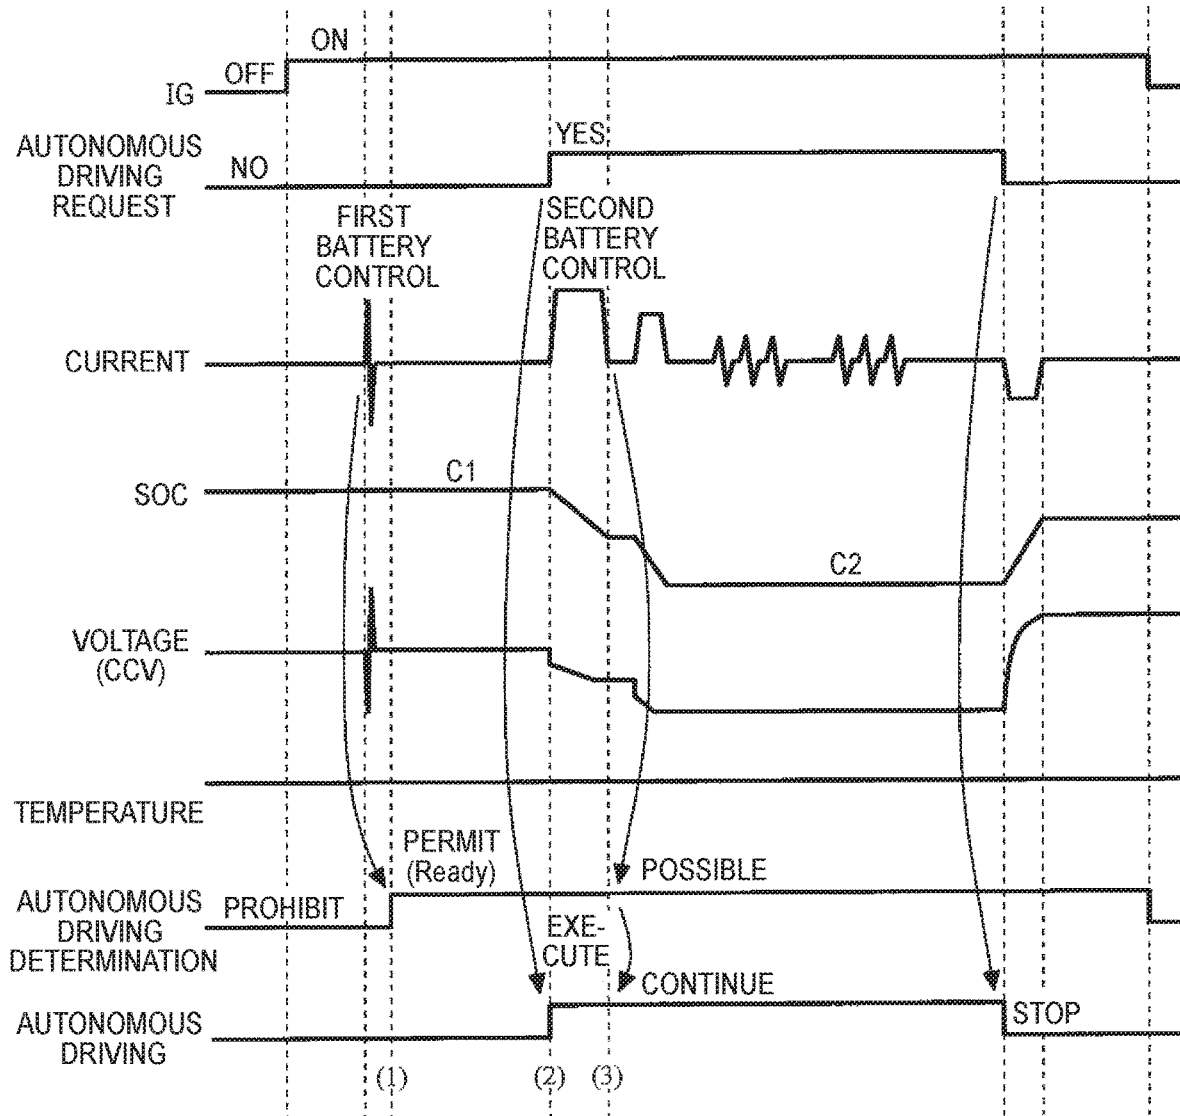 ON
OFF
IG
YES
AUTONOMOUS
DRIVING
REQUEST
NO
FIRST
BATTERY
CONTROL
SECOND
BATTERY
CONTROL
CURRENT
C1
SOC
C2
VOLTAGE
(CCV)
TEMPERATURE
PERMIT
(Ready)
POSSIBLE
PROHIBIT
AUTONOMOUS
DRIVING
DETERMINATION
EXE-
CUTE
CONTINUE
STOP
AUTONOMOUS
DRIVING
(1)
(2)
(3)